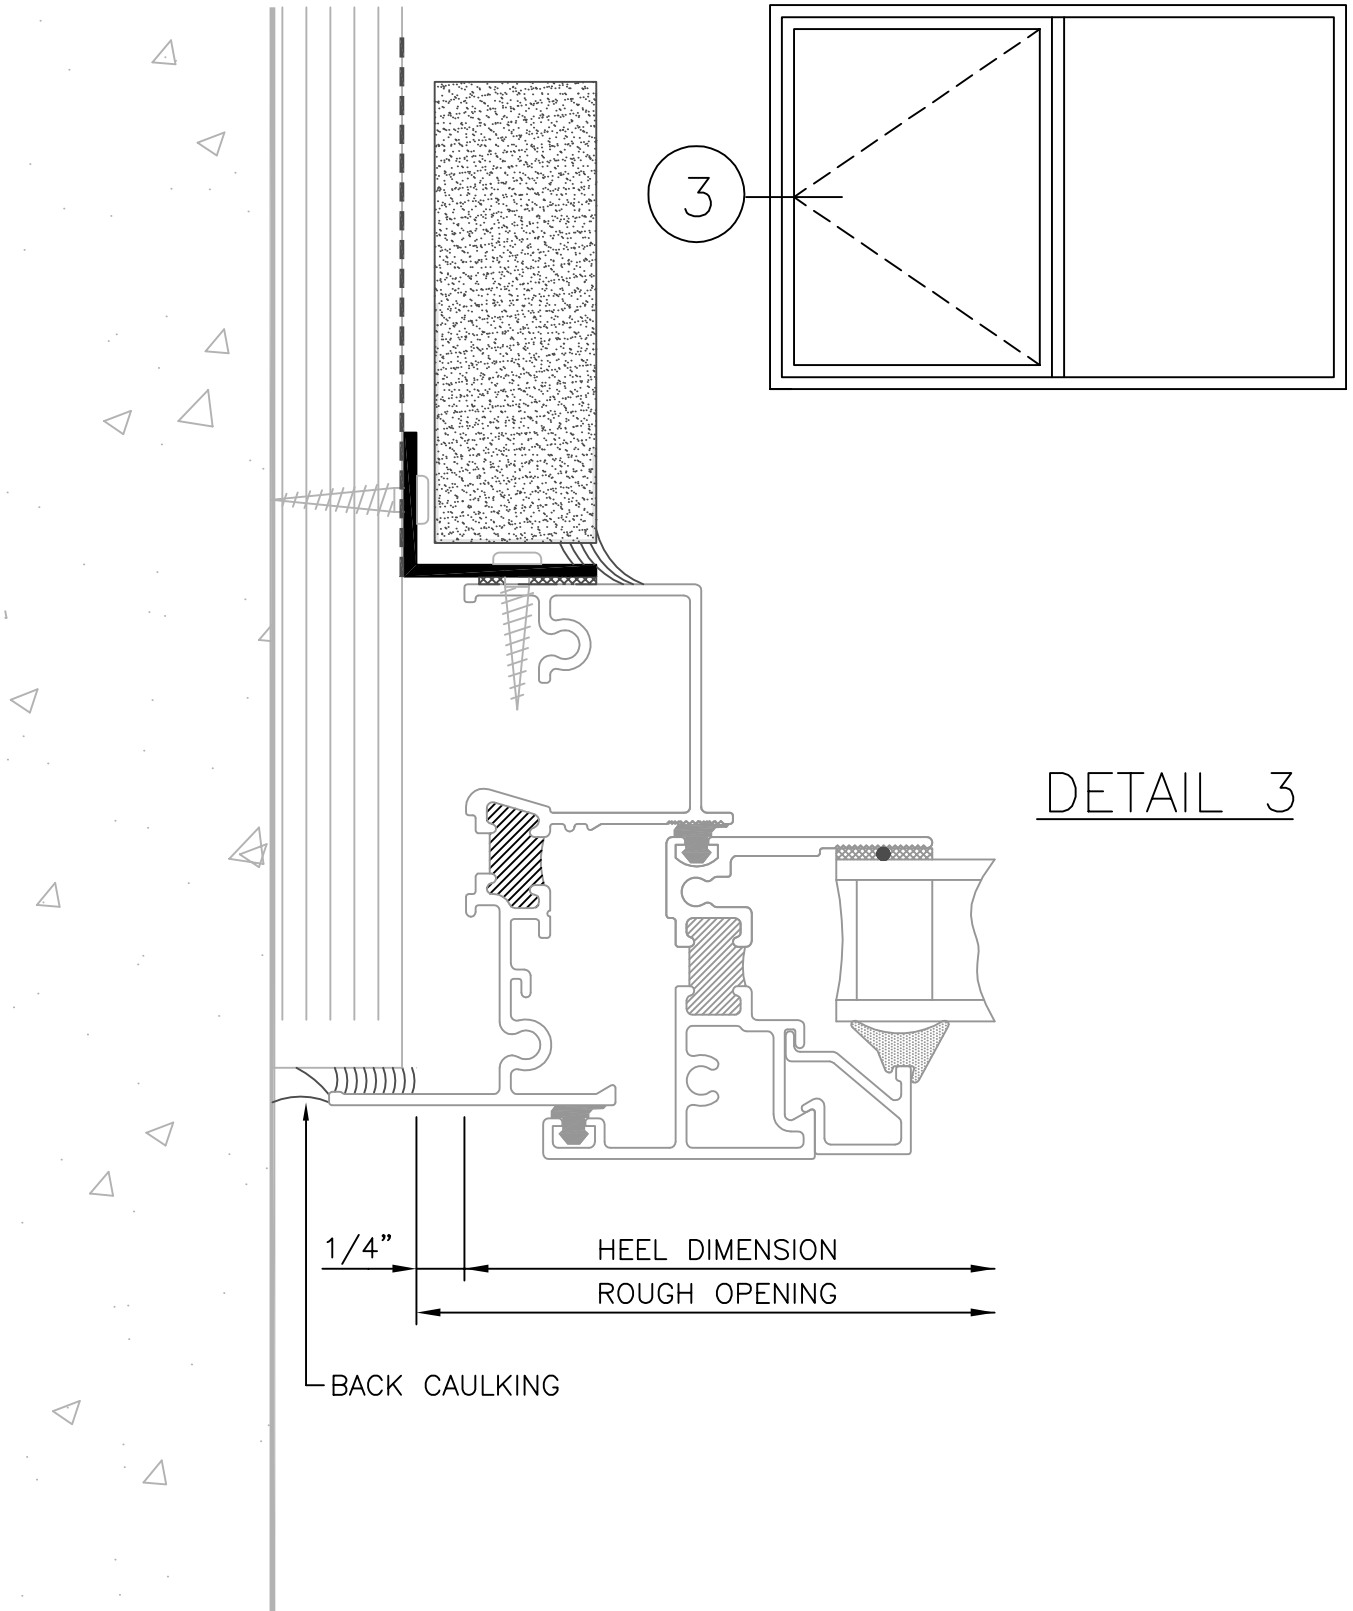 3
DETAIL 3
1/4”
HEEL DIMENSION
ROUGH OPENING
BACK CAULKING